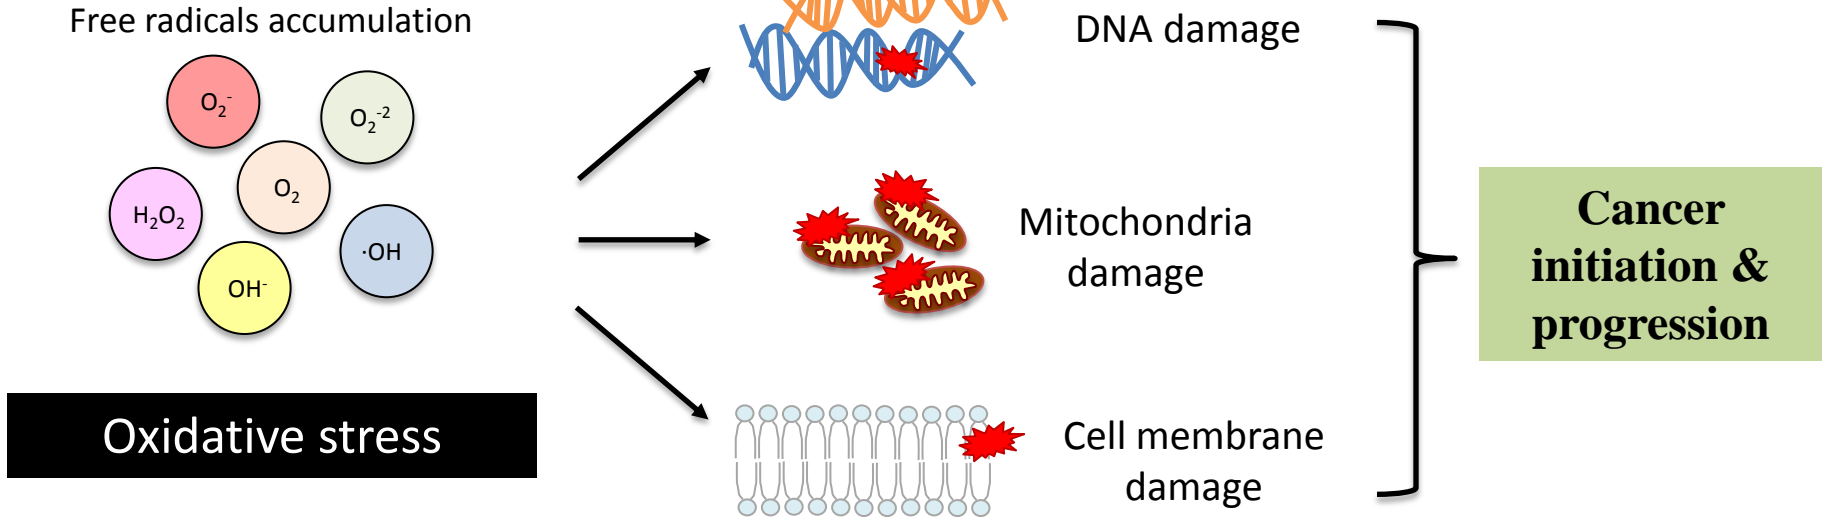 Free radicals accumulation
O₂⁻
O₂⁻²
H₂O₂
O₂
·OH
OH⁻
Oxidative stress
DNA damage
Mitochondria
damage
Cell membrane
damage
Cancer
initiation &
progression